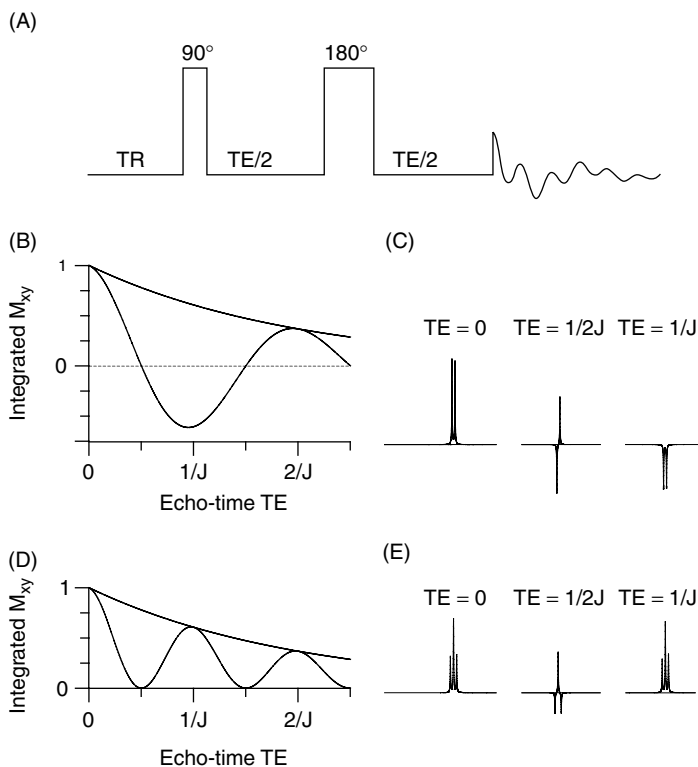 (A)
90° 180°
TR TE/2 TE/2
(B)
Integrated Mxy
1
0
0 1/J 2/J
Echo-time TE
(C)
TE = 0 TE = 1/2J TE = 1/J
(D)
Integrated Mxy
1
0
0 1/J 2/J
Echo-time TE
(E)
TE = 0 TE = 1/2J TE = 1/J